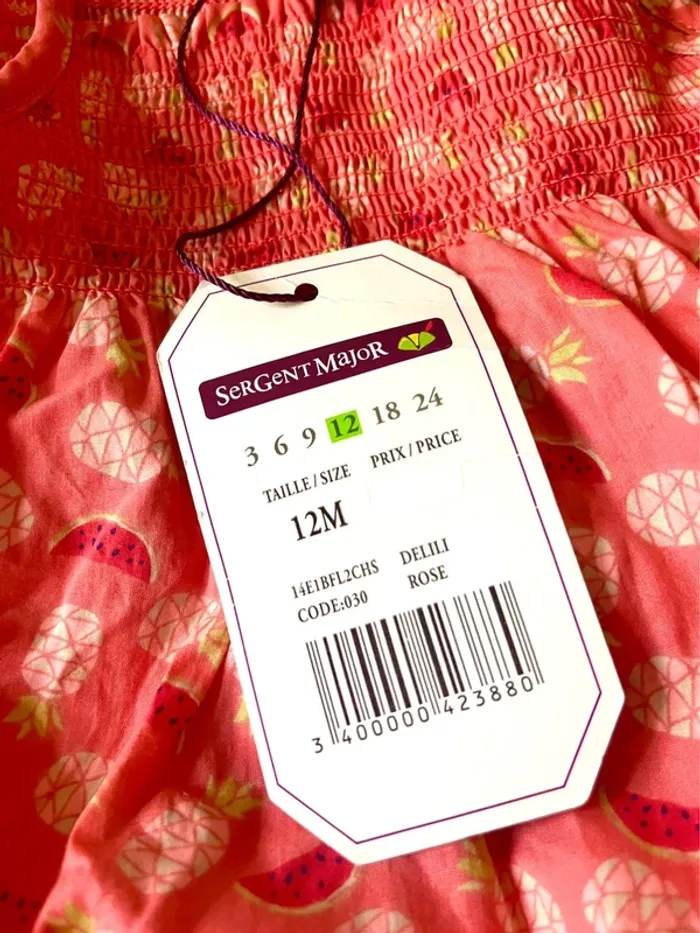 SERGENT MAJOR
3 6 9 12 18 24
TAILLE / SIZE PRIX / PRICE
12M
14E1BFL2CHS DELILI
CODE:030 ROSE
3 400000 423880